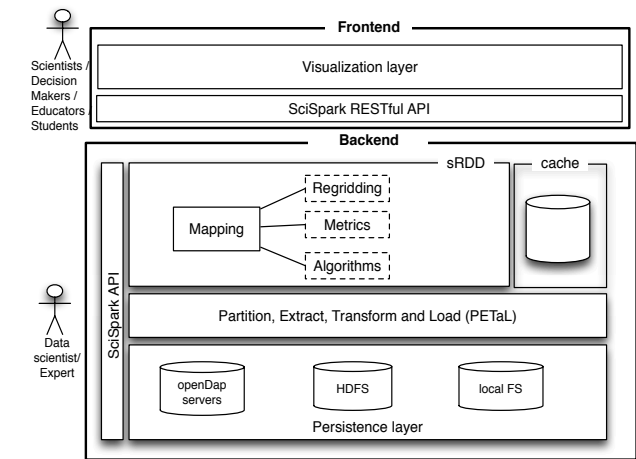 Frontend
Scientists /
Decision
Makers /
Educators /
Students
Visualization layer
SciSpark RESTful API
Backend
SciSpark API
sRDD
cache
Mapping
Regridding
Metrics
Algorithms
Partition, Extract, Transform and Load (PETaL)
Data
scientist/
Expert
openDap
servers
HDFS
local FS
Persistence layer